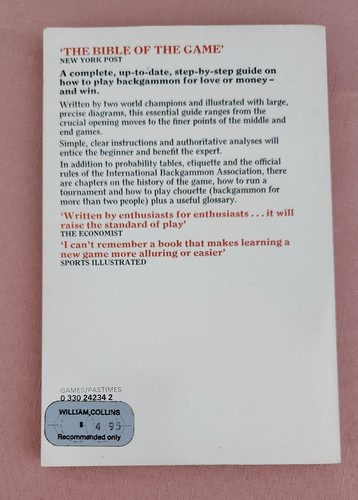 'THE BIBLE OF THE GAME'
NEW YORK POST
A complete, up-to-date, step-by-step guide on
how to play backgammon for love or money –
and win.
Written by two world champions and illustrated with large,
precise diagrams, this essential guide ranges from the
crucial opening moves to the finer points of the middle and
end games.
Simple, clear instructions and authoritative analyses will
entice the beginner and benefit the expert.
In addition to probability tables, etiquette and the official
rules of the International Backgammon Association, there
are chapters on the history of the game, how to run a
tournament and how to play chouette (backgammon for
more than two people) plus a useful glossary.
'Written by enthusiasts for enthusiasts . . . it will
raise the standard of play'
THE ECONOMIST
'I can't remember a book that makes learning a
new game more alluring or easier'
SPORTS ILLUSTRATED
GAMES/PASTIMES
0 330 24234 2
WILLIAM COLLINS
$ 4 95
Recommended only